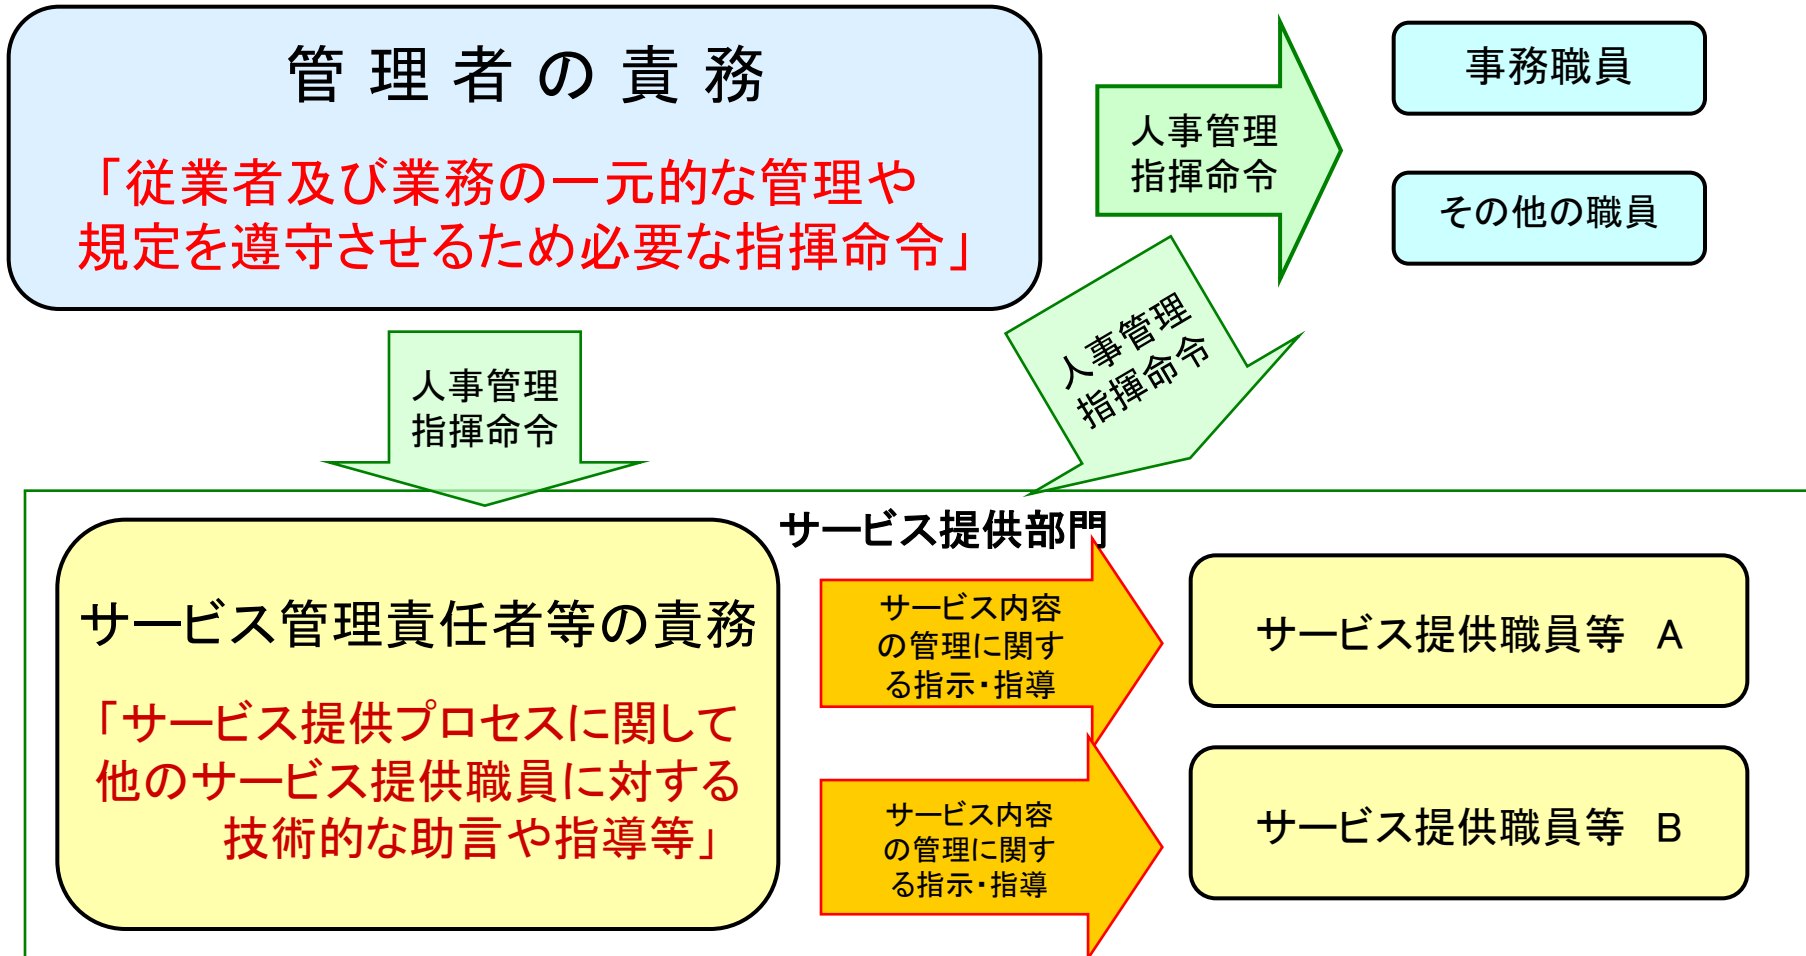 管理者の責務
「従業者及び業務の一元的な管理や
規定を遵守させるため必要な指揮命令」
人事管理
指揮命令
事務職員
その他の職員
人事管理
指揮命令
人事管理
指揮命令
サービス提供部門
サービス管理責任者等の責務
「サービス提供プロセスに関して
他のサービス提供職員に対する
技術的な助言や指導等」
サービス内容
の管理に関す
る指示・指導
サービス提供職員等 A
サービス内容
の管理に関す
る指示・指導
サービス提供職員等 B